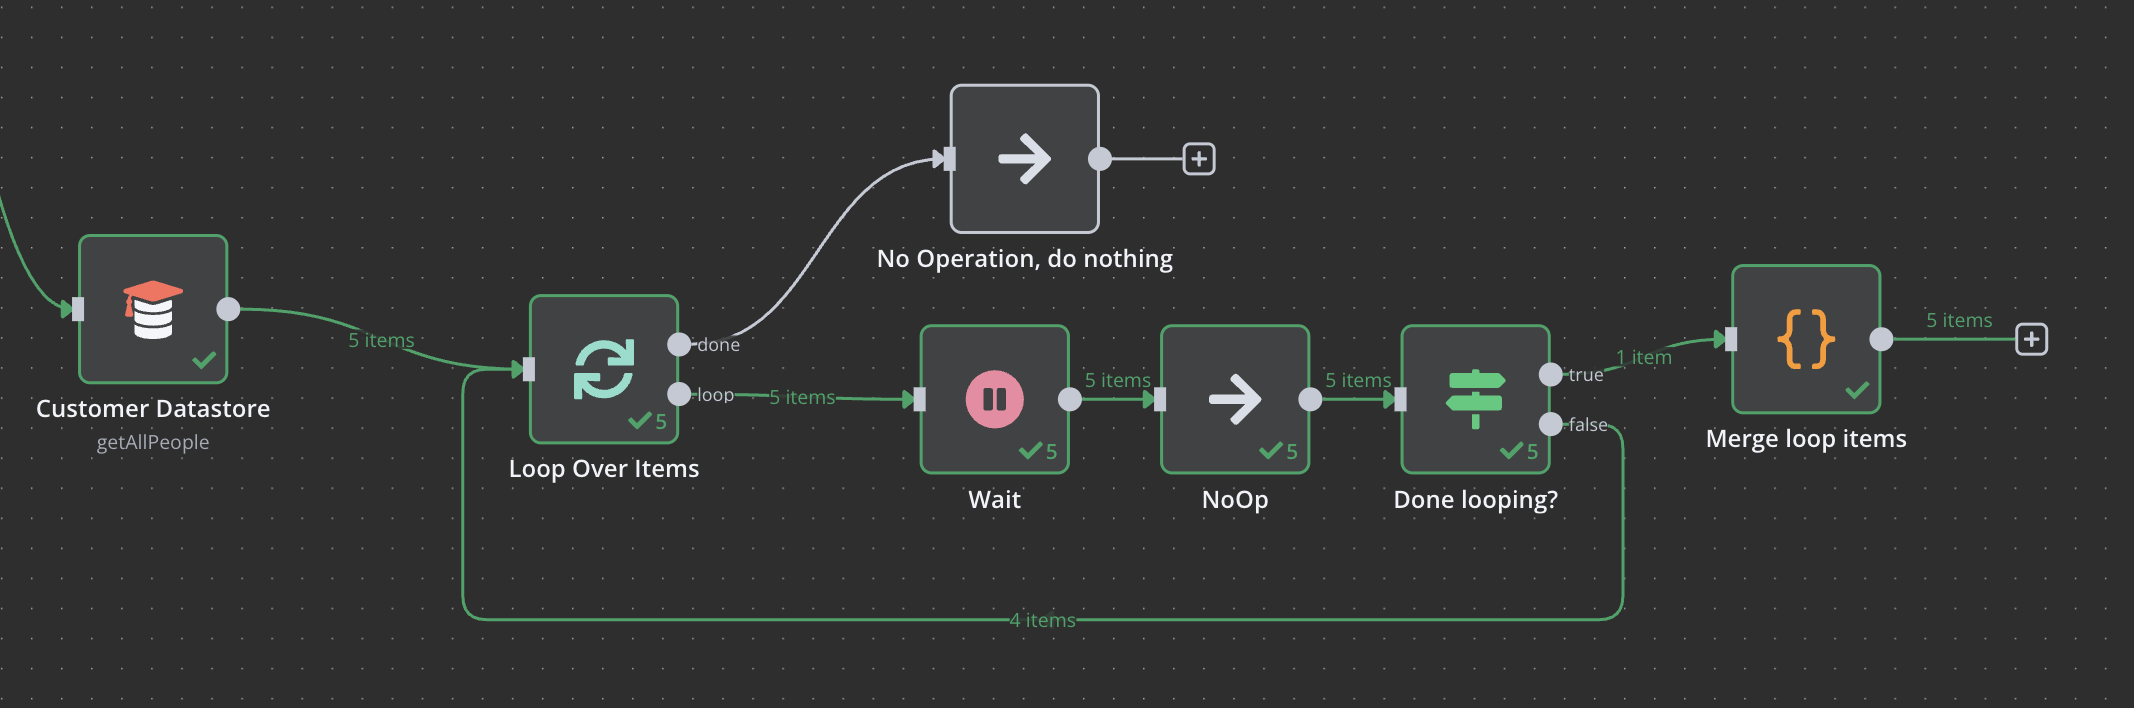 No Operation, do nothing
5 items
Customer Datastore
getAllPeople
done
loop
5 items
5
Loop Over Items
5 items
5
Wait
5 items
5
NoOp
true
false
5
Done looping?
1 item
5 items
Merge loop items
4 items